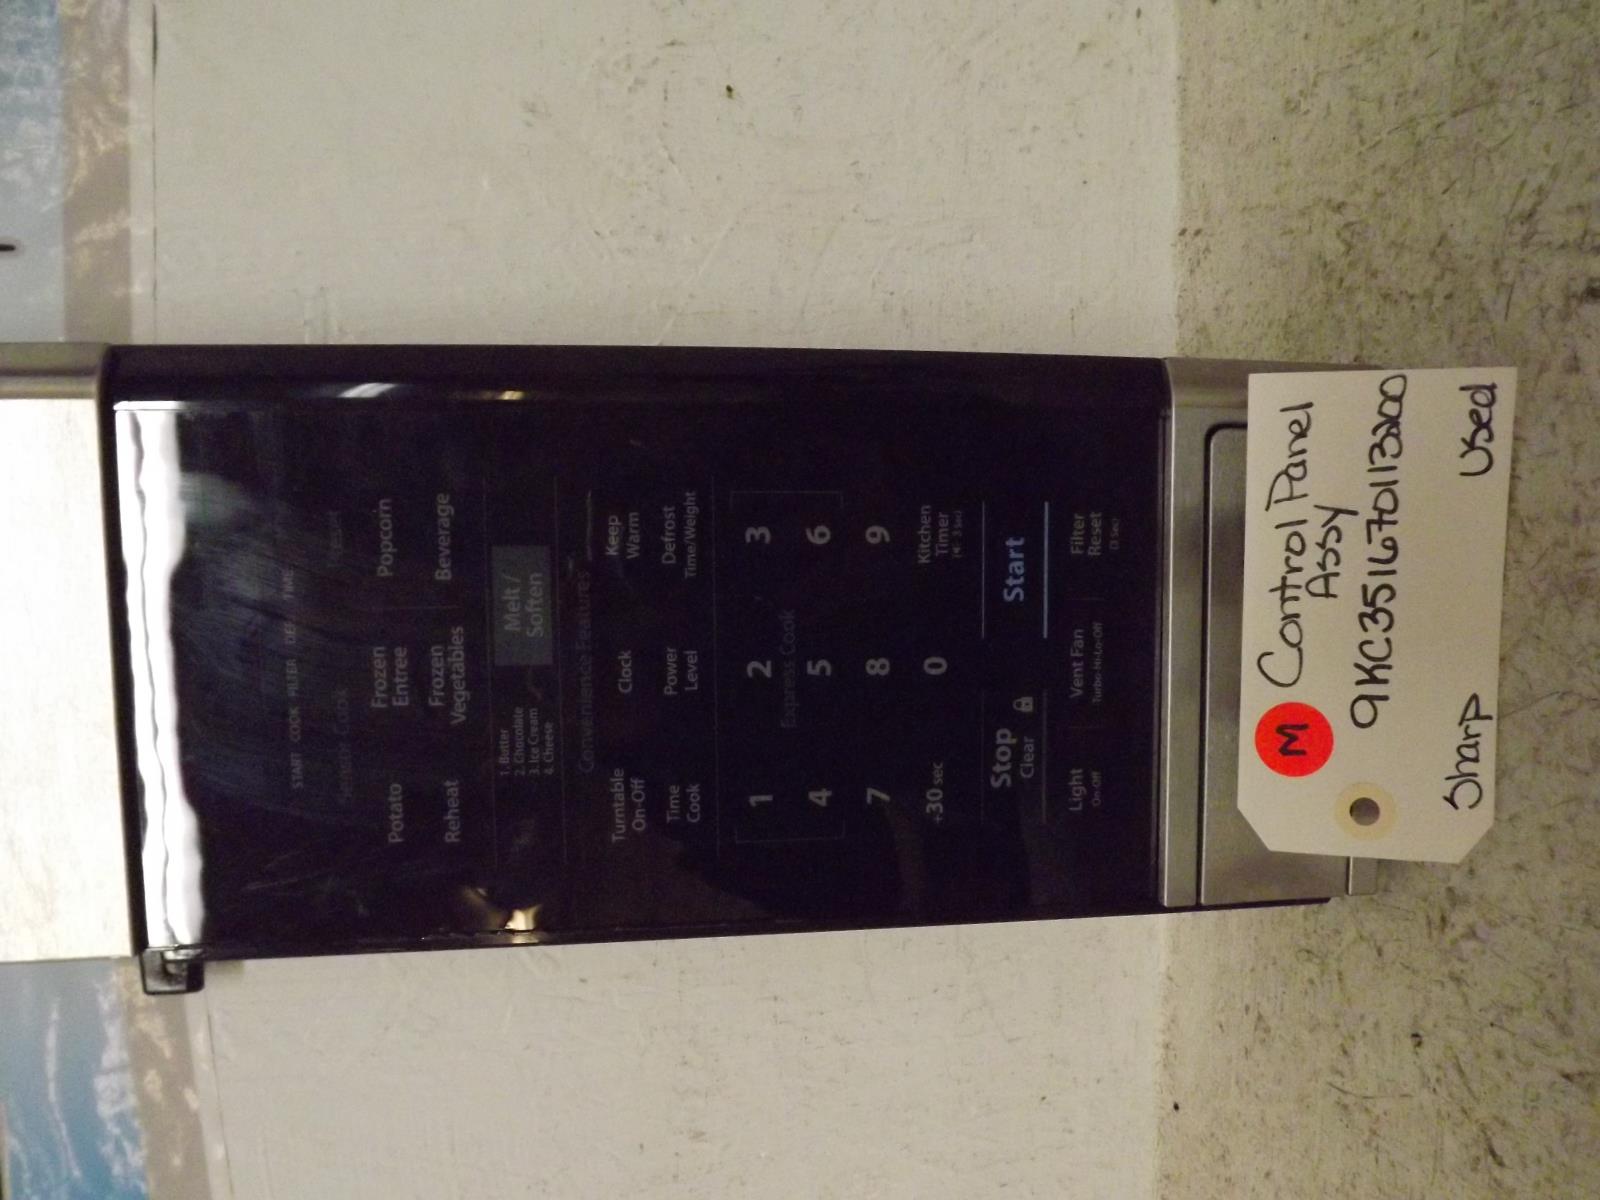 START COOK FILTER DEF TIME
Sensor Cook
Reset
Potato
Frozen
Entree
Popcorn
Reheat
Frozen
Vegetables
Beverage
1. Butter
2. Chocolate
3. Ice Cream
4. Cheese
Melt /
Soften
Convenience Features
Turntable
On·Off
Clock
Keep
Warm
Time
Cook
Power
Level
Defrost
Time/Weight
1 2 3
Express Cook
4 5 6
7 8 9
+30 sec
0
Kitchen
Timer
Stop
Clear
Start
Light
On·Off
Vent Fan
Turbo·Hi·Lo·Off
Filter
Reset
(3 Sec)
M
Control Panel
Assy
9KC351670113200
Sharp
Used